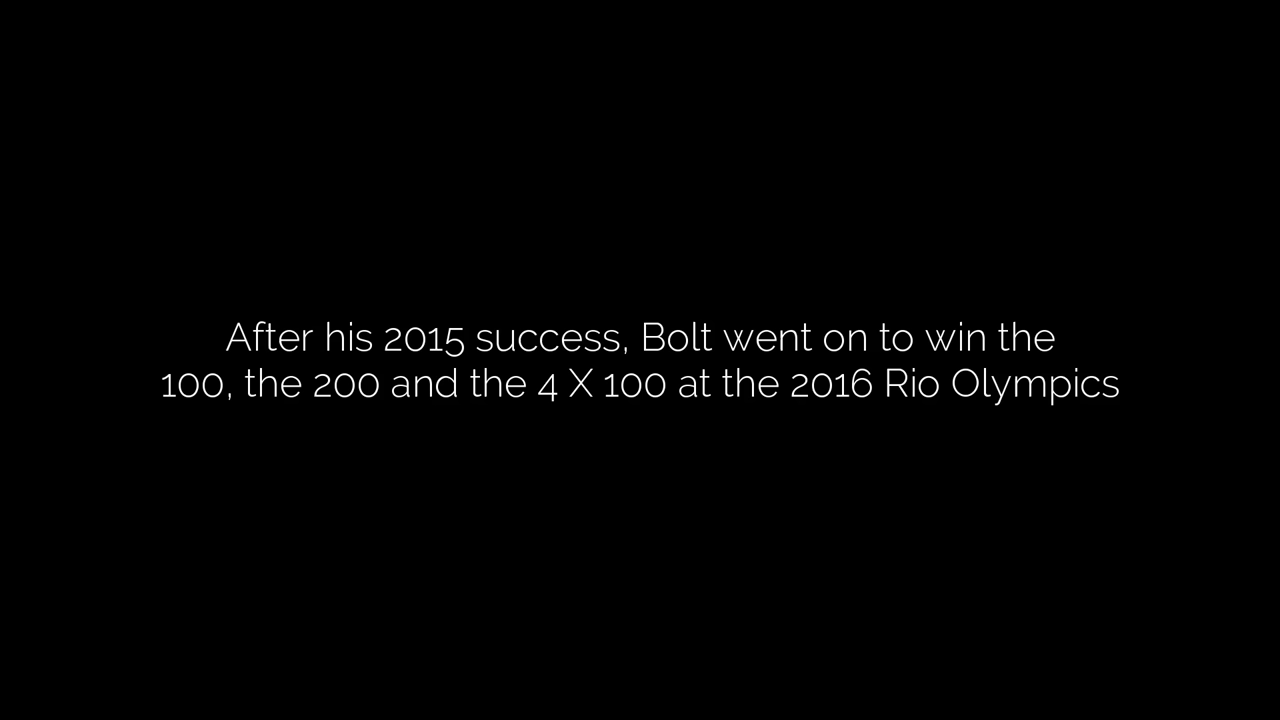 After his 2015 success, Bolt went on to win the
100, the 200 and the 4 X 100 at the 2016 Rio Olympics